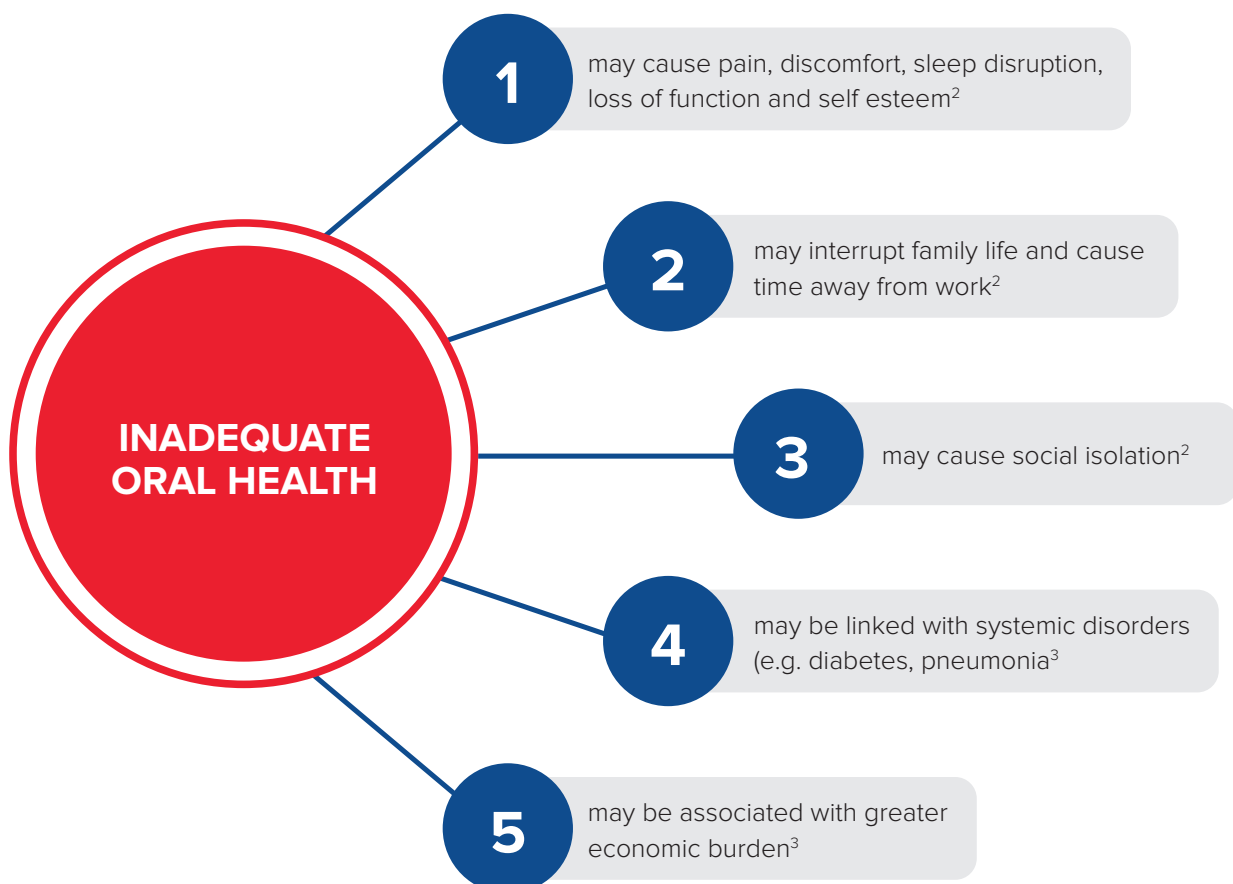 INADEQUATE
ORAL HEALTH
1
may cause pain, discomfort, sleep disruption,
loss of function and self esteem²
2
may interrupt family life and cause
time away from work²
3
may cause social isolation²
4
may be linked with systemic disorders
(e.g. diabetes, pneumonia³
5
may be associated with greater
economic burden³